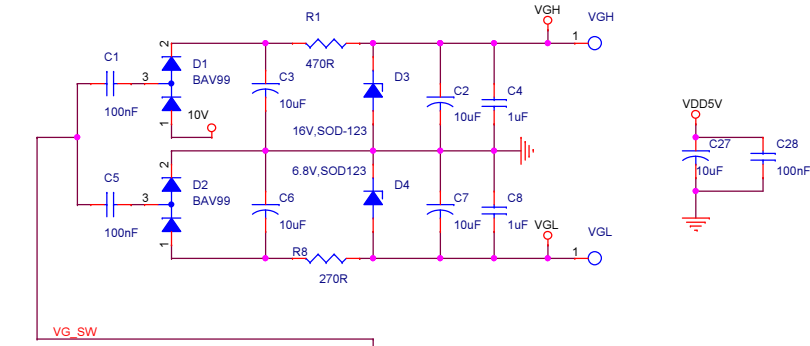 R1
VGH
VGH
1
2
C1
D1
BAV99
470R
C3
D3
C2
C4
3
10uF
10uF
1uF
100nF
10V
1
16V,SOD-123
VDD5V
C27
C28
10uF
100nF
2
6.8V,SOD123
C5
D2
BAV99
C6
D4
C7
C8
3
10uF
10uF
1uF
100nF
1
R8
270R
VGL
VGL
1
VG_SW